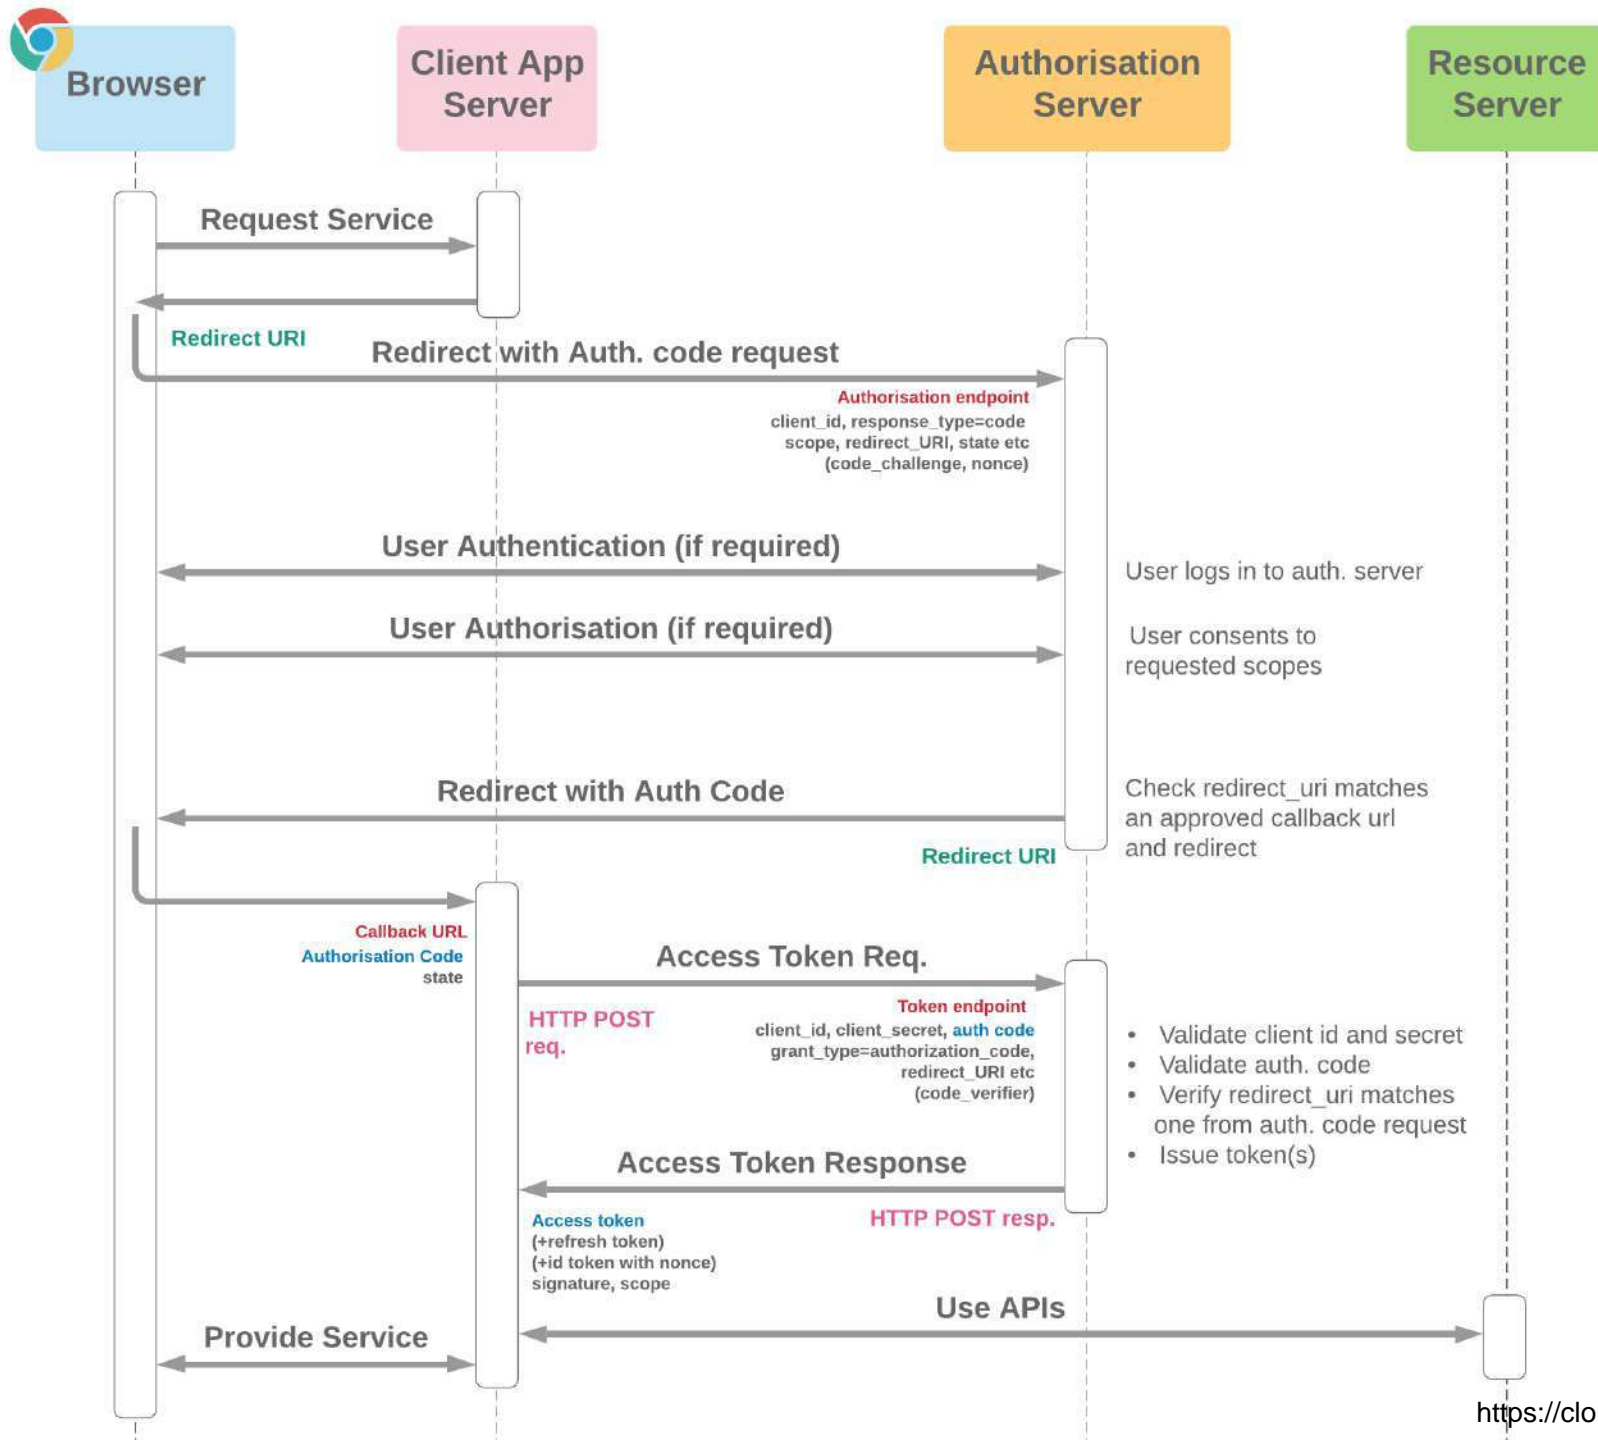 Browser
Client App
Server
Authorisation
Server
Resource
Server
Request Service
Redirect URI
Redirect with Auth. code request
Authorisation endpoint
client_id, response_type=code
scope, redirect_URI, state etc
(code_challenge, nonce)
User Authentication (if required)
User logs in to auth. server
User Authorisation (if required)
User consents to
requested scopes
Redirect with Auth Code
Check redirect_uri matches
an approved callback url
and redirect
Redirect URI
Callback URL
Authorisation Code
state
Access Token Req.
HTTP POST
req.
Token endpoint
client_id, client_secret, auth code
grant_type=authorization_code,
redirect_URI etc
(code_verifier)
• Validate client id and secret
• Validate auth. code
• Verify redirect_uri matches
one from auth. code request
• Issue token(s)
Access Token Response
HTTP POST resp.
Access token
(+refresh token)
(+id token with nonce)
signature, scope
Use APIs
Provide Service
https://clo